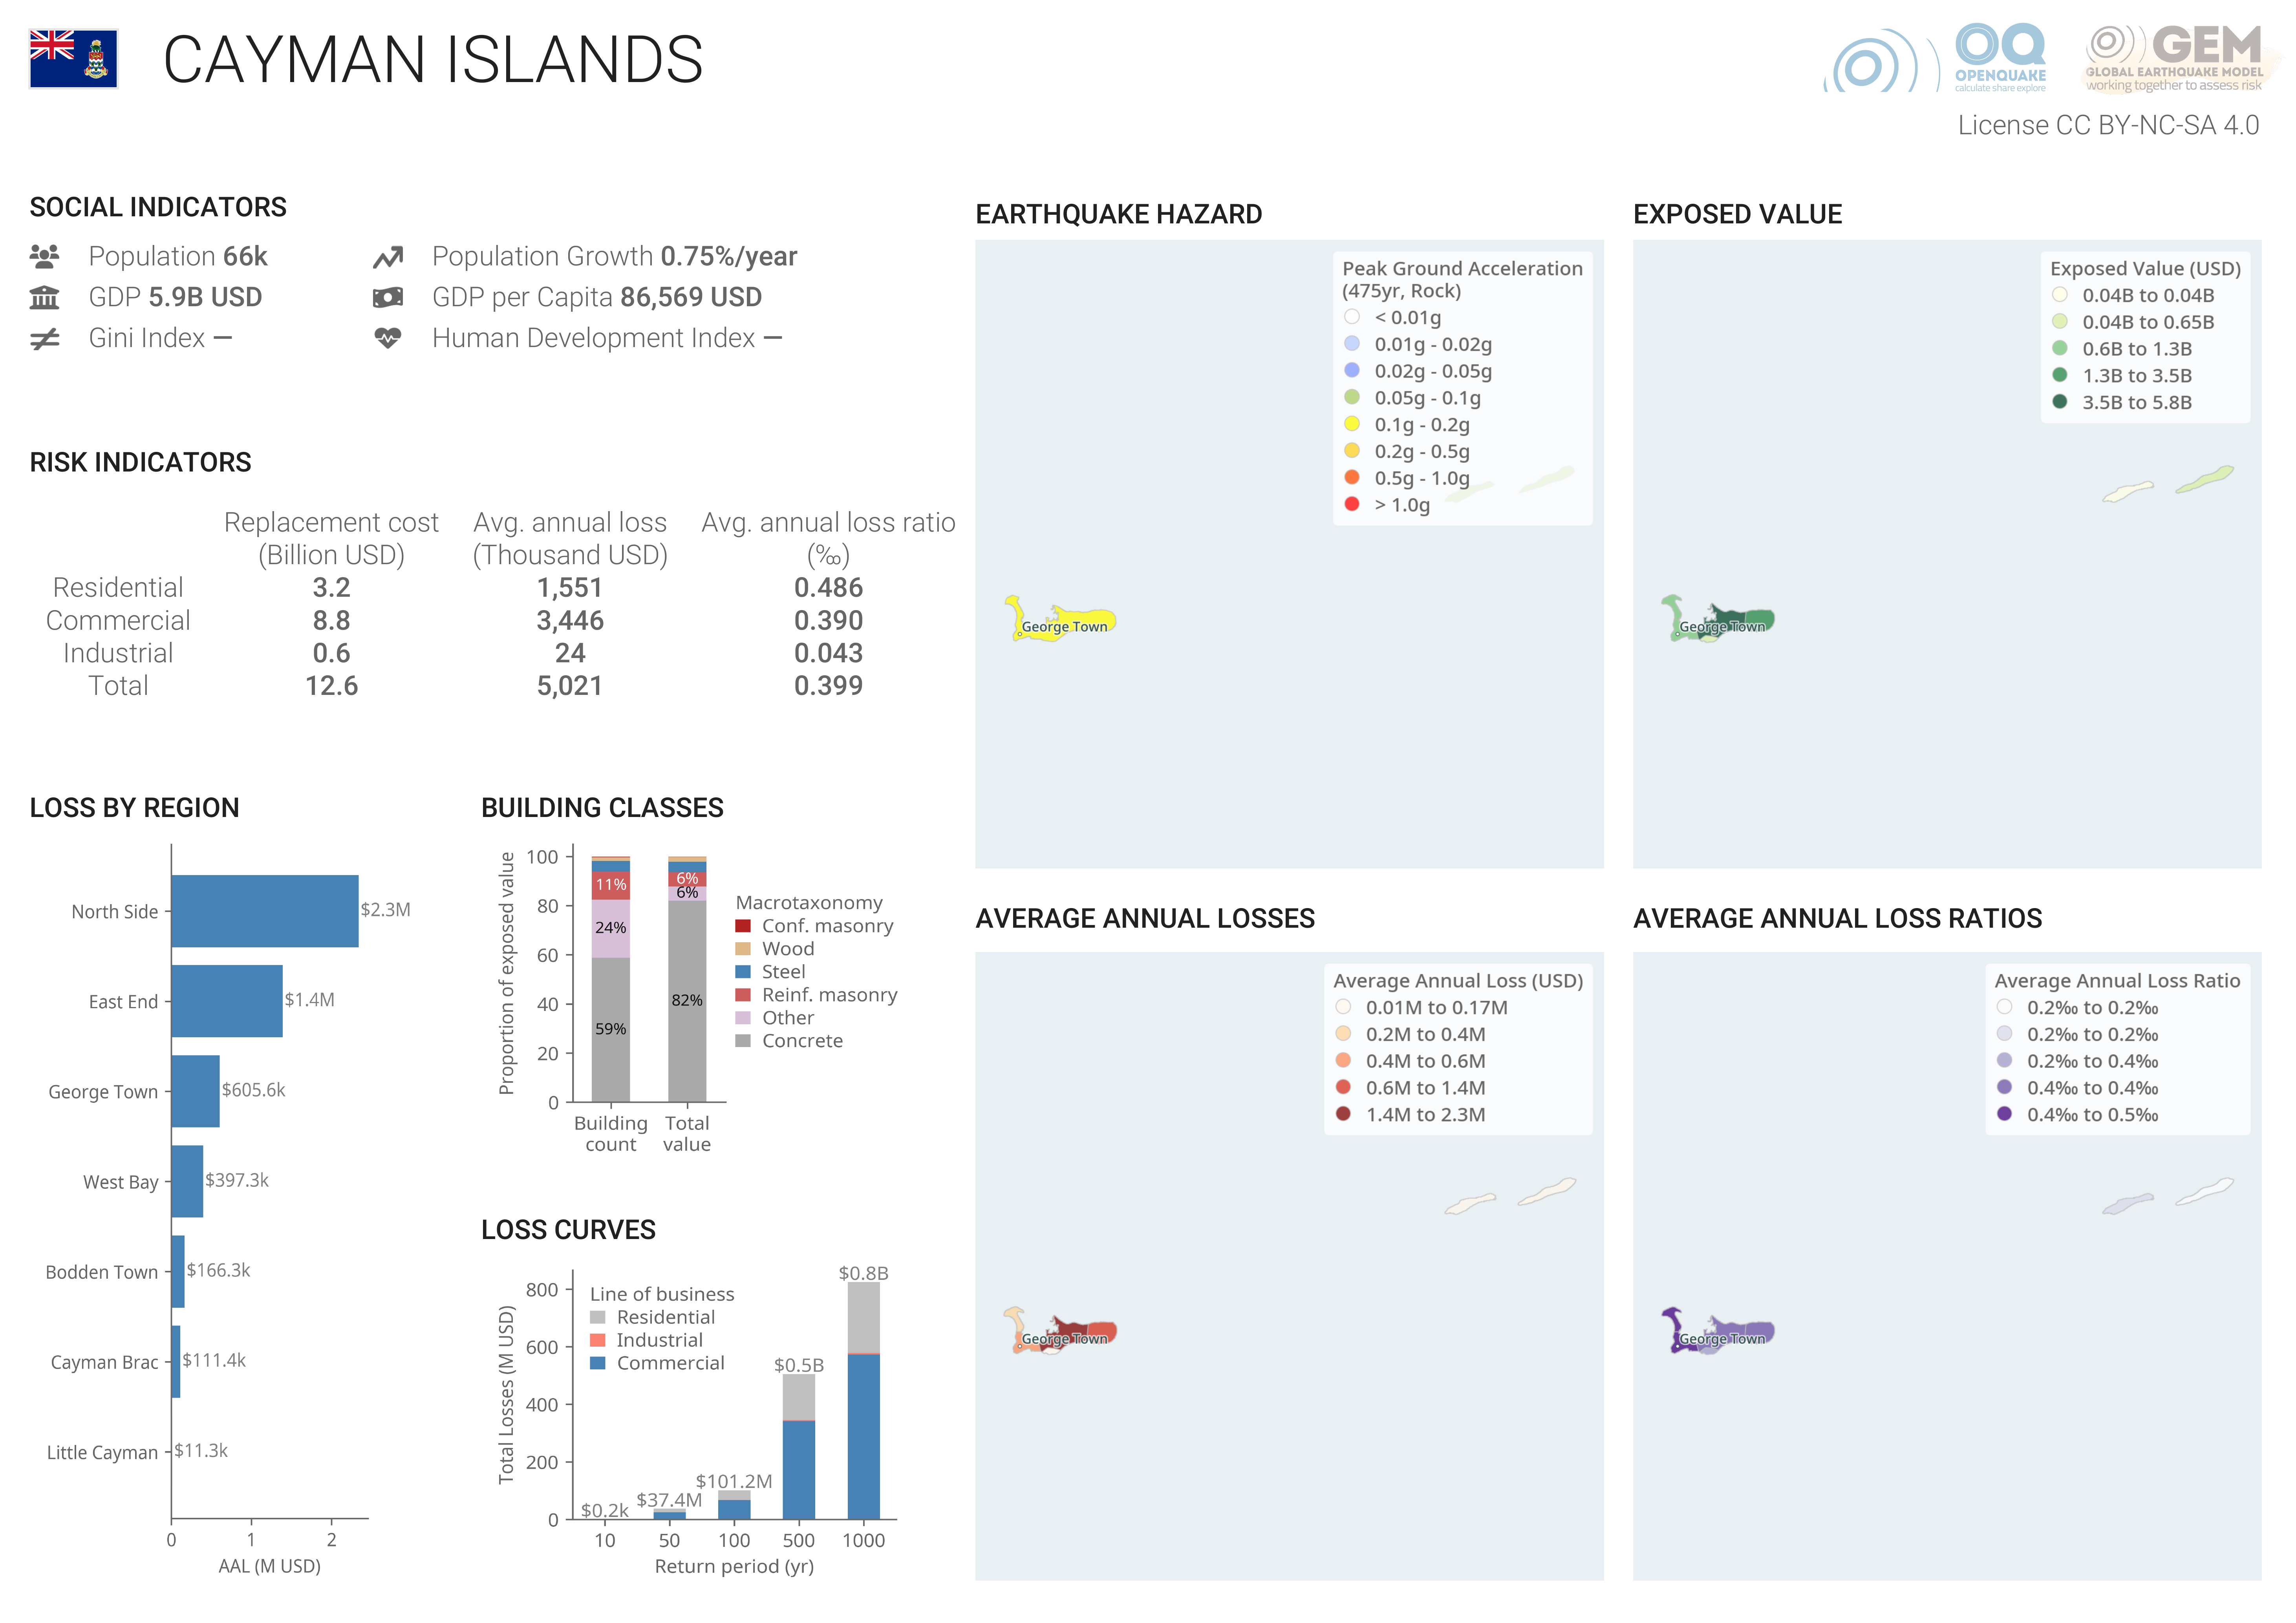 CAYMAN ISLANDS
OPENQUAKE
calculate share explore
GEM
GLOBAL EARTHQUAKE MODEL
working together to assess risk
License CC BY-NC-SA 4.0
SOCIAL INDICATORS
Population 66k
Population Growth 0.75%/year
GDP 5.9B USD
GDP per Capita 86,569 USD
Gini Index —
Human Development Index —
RISK INDICATORS
Replacement cost (Billion USD) Avg. annual loss (Thousand USD) Avg. annual loss ratio (‰)
Residential 3.2 1,551 0.486
Commercial 8.8 3,446 0.390
Industrial 0.6 24 0.043
Total 12.6 5,021 0.399
LOSS BY REGION
North Side $2.3M
East End $1.4M
George Town $605.6k
West Bay $397.3k
Bodden Town $166.3k
Cayman Brac $111.4k
Little Cayman $11.3k
0 1 2
AAL (M USD)
BUILDING CLASSES
Proportion of exposed value
100
80
60
40
20
0
11%
24%
59%
6%
6%
82%
Building count
Total value
Macrotaxonomy
Conf. masonry
Wood
Steel
Reinf. masonry
Other
Concrete
LOSS CURVES
Total Losses (M USD)
800
600
400
200
0
Line of business
Residential
Industrial
Commercial
$0.2k
$37.4M
$101.2M
$0.5B
$0.8B
10 50 100 500 1000
Return period (yr)
EARTHQUAKE HAZARD
Peak Ground Acceleration
(475yr, Rock)
< 0.01g
0.01g - 0.02g
0.02g - 0.05g
0.05g - 0.1g
0.1g - 0.2g
0.2g - 0.5g
0.5g - 1.0g
> 1.0g
George Town
EXPOSED VALUE
Exposed Value (USD)
0.04B to 0.04B
0.04B to 0.65B
0.6B to 1.3B
1.3B to 3.5B
3.5B to 5.8B
George Town
AVERAGE ANNUAL LOSSES
Average Annual Loss (USD)
0.01M to 0.17M
0.2M to 0.4M
0.4M to 0.6M
0.6M to 1.4M
1.4M to 2.3M
George Town
AVERAGE ANNUAL LOSS RATIOS
Average Annual Loss Ratio
0.2‰ to 0.2‰
0.2‰ to 0.2‰
0.2‰ to 0.4‰
0.4‰ to 0.4‰
0.4‰ to 0.5‰
George Town